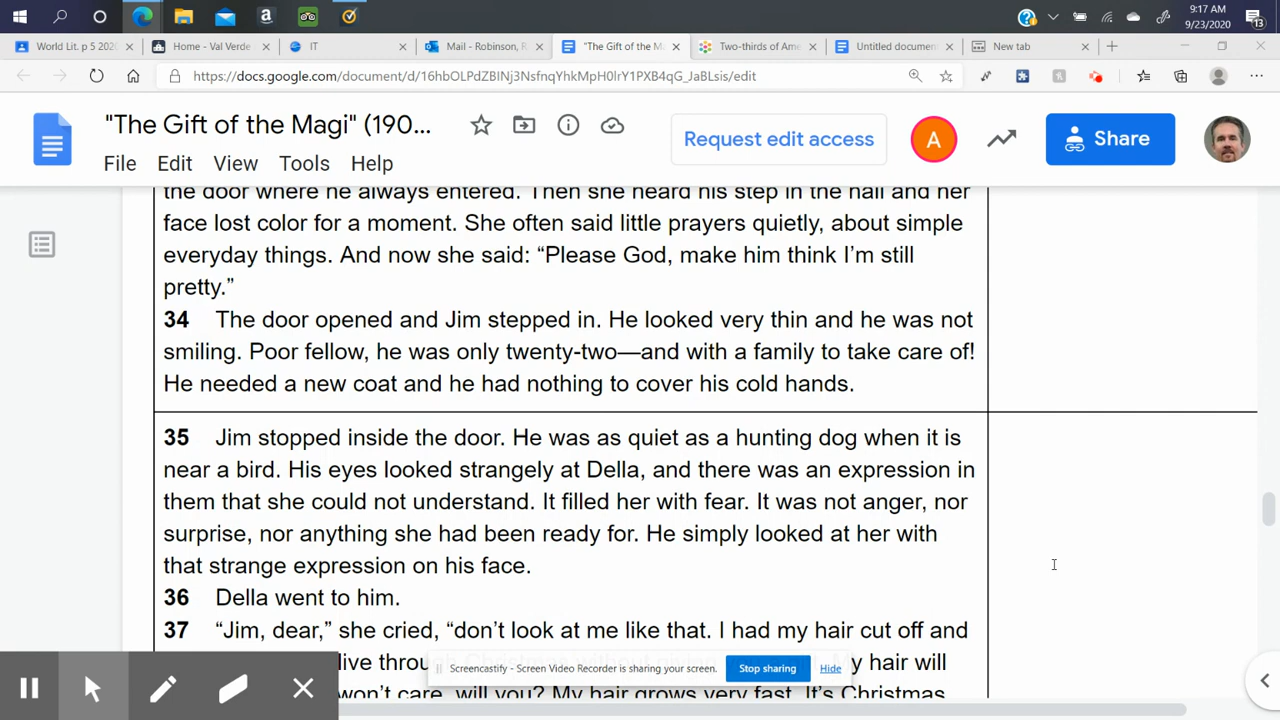 9:17 AM
9/23/2020
13
World Lit. p 5 2020
Home - Val Verde
IT
Mail - Robinson, R
"The Gift of the M
Two-thirds of Ame
Untitled document
New tab
https://docs.google.com/document/d/16hbOLPdZBINj3NsfnqYhkMpH0lrY1PXB4qG_JaBLsis/edit
"The Gift of the Magi" (190...
Request edit access
A
Share
File Edit View Tools Help
the door where he always entered. Then she heard his step in the hall and her
face lost color for a moment. She often said little prayers quietly, about simple
everyday things. And now she said: “Please God, make him think I’m still
pretty.”
34 The door opened and Jim stepped in. He looked very thin and he was not
smiling. Poor fellow, he was only twenty-two—and with a family to take care of!
He needed a new coat and he had nothing to cover his cold hands.
35 Jim stopped inside the door. He was as quiet as a hunting dog when it is
near a bird. His eyes looked strangely at Della, and there was an expression in
them that she could not understand. It filled her with fear. It was not anger, nor
surprise, nor anything she had been ready for. He simply looked at her with
that strange expression on his face.
36 Della went to him.
37 “Jim, dear,” she cried, “don’t look at me like that. I had my hair cut off and
live through
y hair will
won’t care, will you? My hair grows very fast. It’s Christmas
Screencastify - Screen Video Recorder is sharing your screen.
Stop sharing
Hide